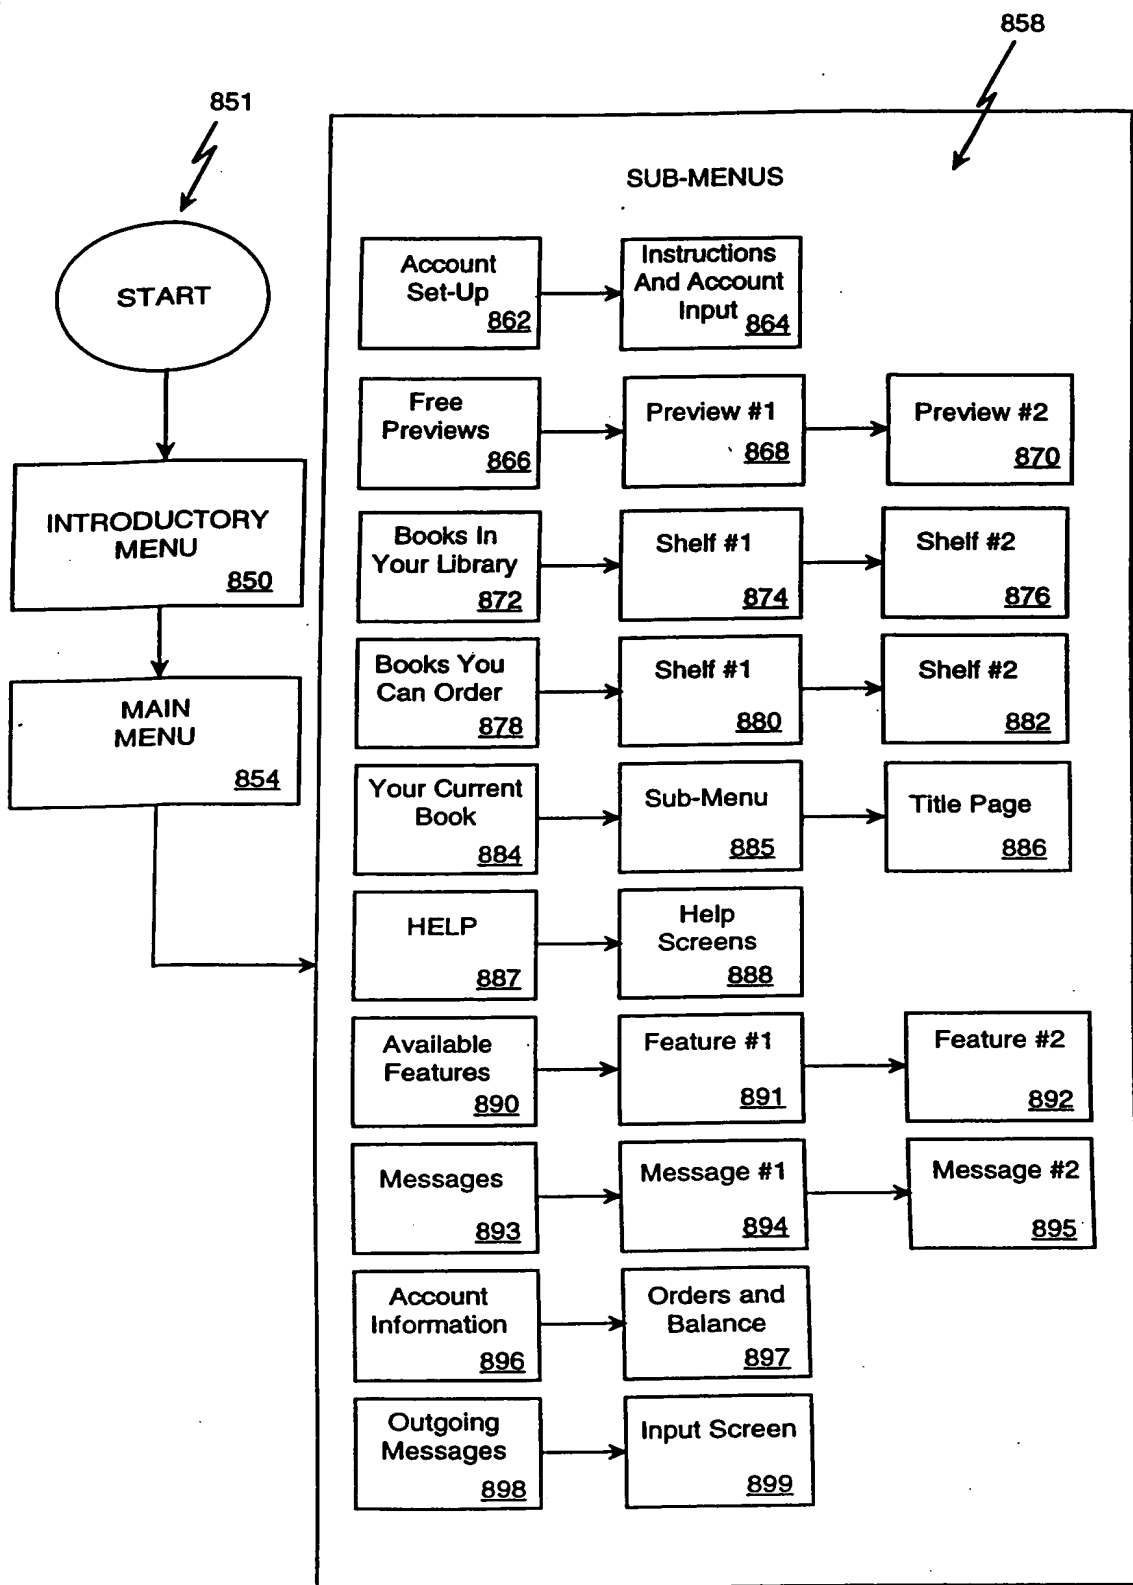 858
851
SUB-MENUS
START
INTRODUCTORY
MENU
850
MAIN
MENU
854
Account
Set-Up
862
Instructions
And Account
Input
864
Free
Previews
866
Preview #1
868
Preview #2
870
Books In
Your Library
872
Shelf #1
874
Shelf #2
876
Books You
Can Order
878
Shelf #1
880
Shelf #2
882
Your Current
Book
884
Sub-Menu
885
Title Page
886
HELP
887
Help
Screens
888
Available
Features
890
Feature #1
891
Feature #2
892
Messages
893
Message #1
894
Message #2
895
Account
Information
896
Orders and
Balance
897
Outgoing
Messages
898
Input Screen
899